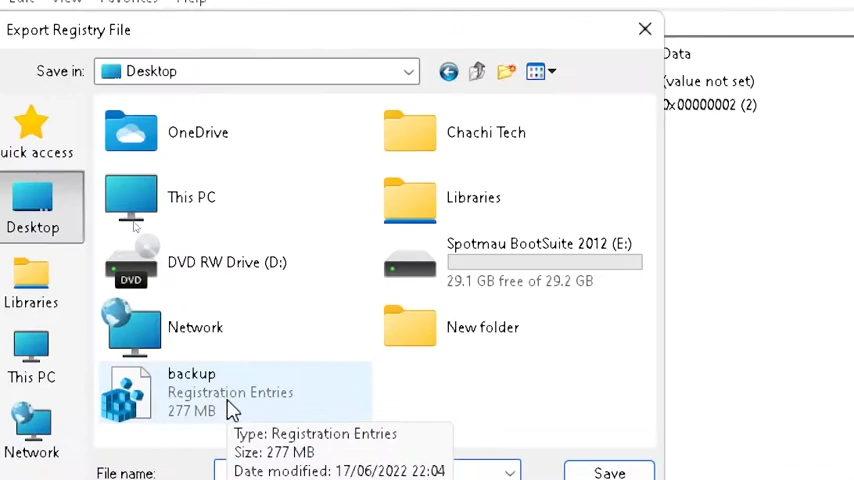 Edit View Favorites Help
Export Registry File
Data
Save in:
Desktop
(value not set)
0x00000002 (2)
OneDrive
Chachi Tech
uick access
This PC
Libraries
Desktop
DVD RW Drive (D:)
DVD
Spotmau BootSuite 2012 (E:)
29.1 GB free of 29.2 GB
Libraries
Network
New folder
This PC
backup
Registration Entries
277 MB
Network
Type: Registration Entries
Size: 277 MB
Date modified: 17/06/2022 22:04
File name:
Save